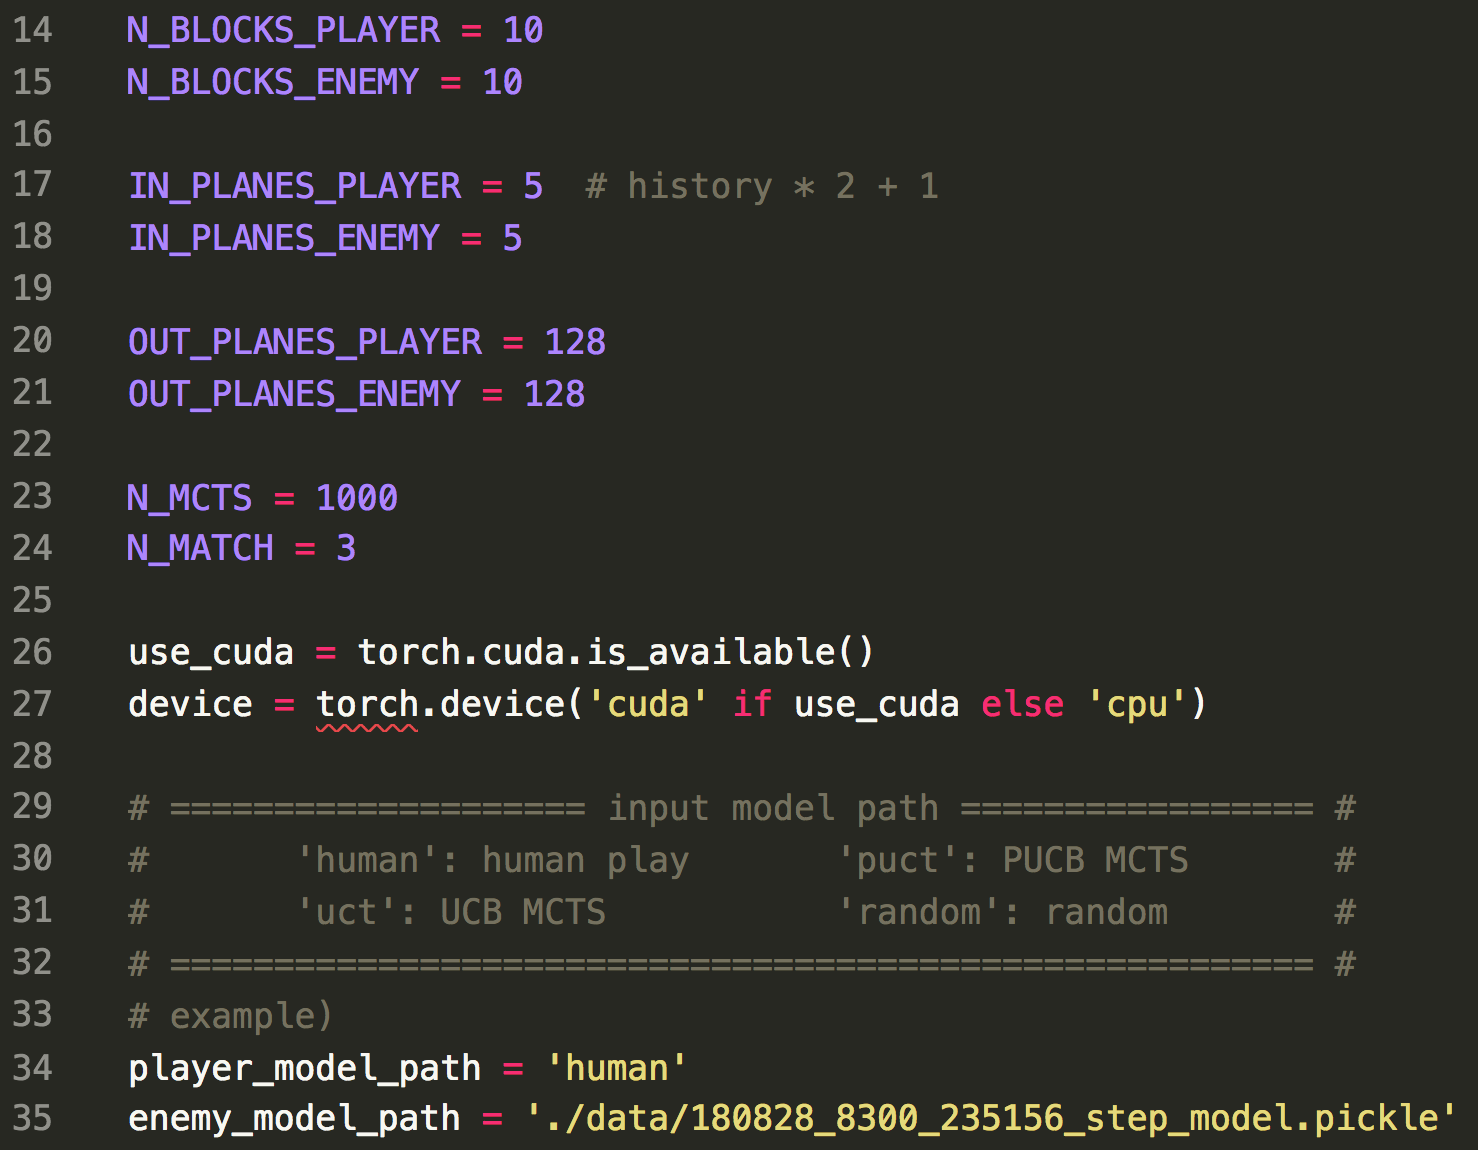 14 N_BLOCKS_PLAYER = 10
15 N_BLOCKS_ENEMY = 10
16
17 IN_PLANES_PLAYER = 5  # history * 2 + 1
18 IN_PLANES_ENEMY = 5
19
20 OUT_PLANES_PLAYER = 128
21 OUT_PLANES_ENEMY = 128
22
23 N_MCTS = 1000
24 N_MATCH = 3
25
26 use_cuda = torch.cuda.is_available()
27 device = torch.device('cuda' if use_cuda else 'cpu')
28
29 # ==================== input model path ================= #
30 #       'human': human play       'puct': PUCB MCTS       #
31 #       'uct': UCB MCTS           'random': random        #
32 # ======================================================= #
33 # example)
34 player_model_path = 'human'
35 enemy_model_path = './data/180828_8300_235156_step_model.pickle'